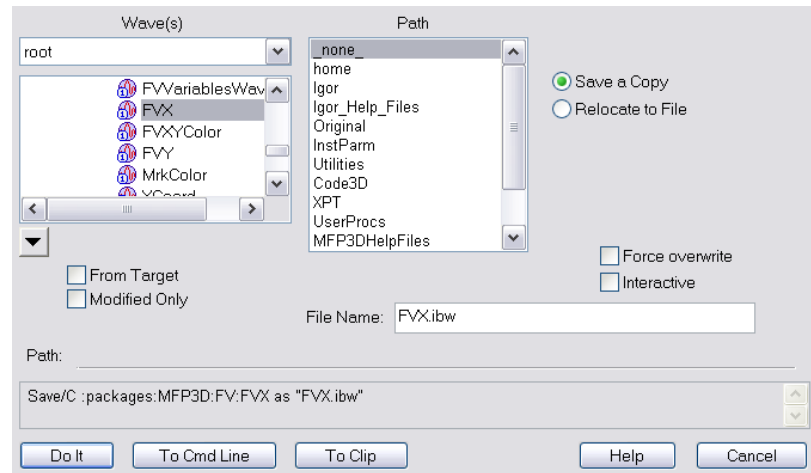 Wave(s)
root
FVVariablesWav
FVX
FVXYColor
FVY
MrkColor
XCoord
From Target
Modified Only
Path
_none_
home
Igor
Igor_Help_Files
Original
InstParm
Utilities
Code3D
XPT
UserProcs
MFP3DHelpFiles
Save a Copy
Relocate to File
Force overwrite
Interactive
File Name: FVX.ibw
Path:
Save/C :packages:MFP3D:FV:FVX as "FVX.ibw"
Do It
To Cmd Line
To Clip
Help
Cancel